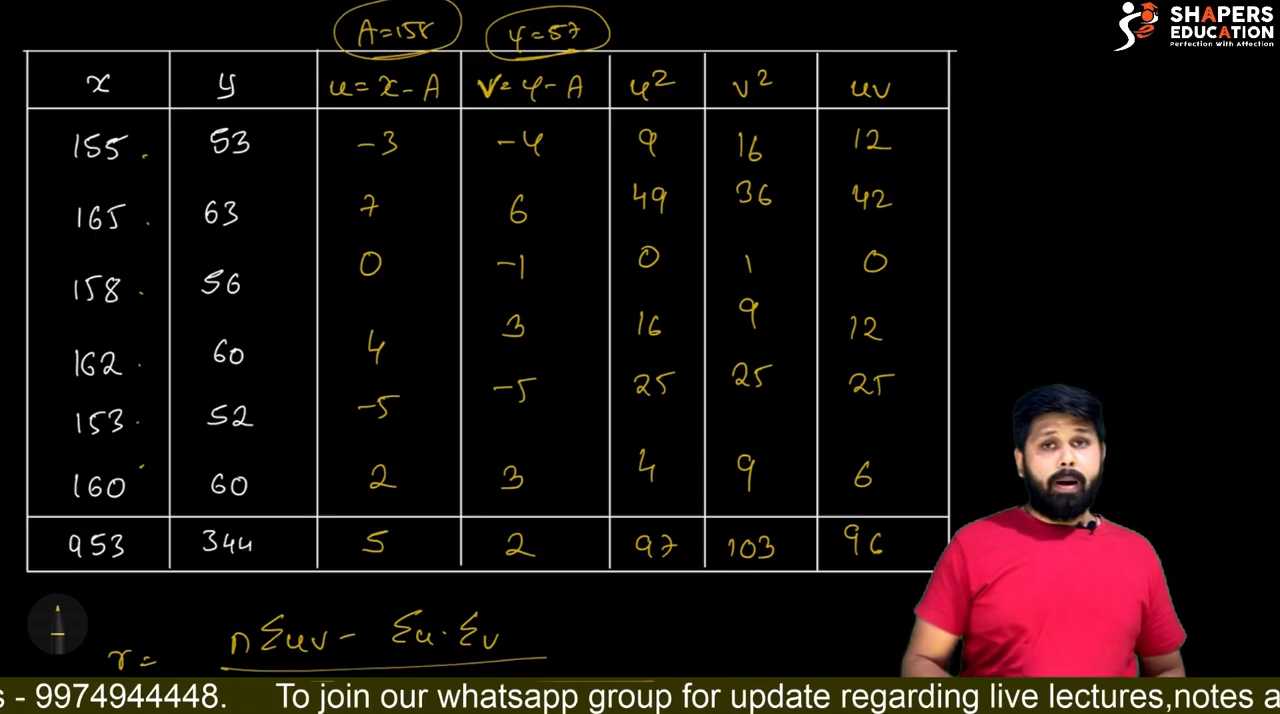 SHAPERS
EDUCATION
Perfection With Affection
A=158 y=57
x y u = x - A v = y - A u² v² uv
155 53 -3 -4 9 16 12
165 63 7 6 49 36 42
158 56 0 -1 0 1 0
162 60 4 3 16 9 12
153 52 -5 -5 25 25 25
160 60 2 3 4 9 6
953 344 5 2 97 103 96
r = n Σuv - Σu · Σv
s - 9974944448. To join our whatsapp group for update regarding live lectures,notes a